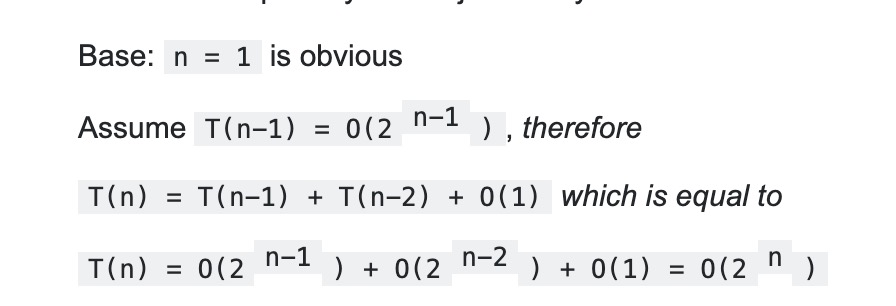 Base: n = 1 is obvious
Assume T(n-1) = O(2 n-1 ), therefore
T(n) = T(n-1) + T(n-2) + O(1) which is equal to
T(n) = O(2 n-1 ) + O(2 n-2 ) + O(1) = O(2 n )